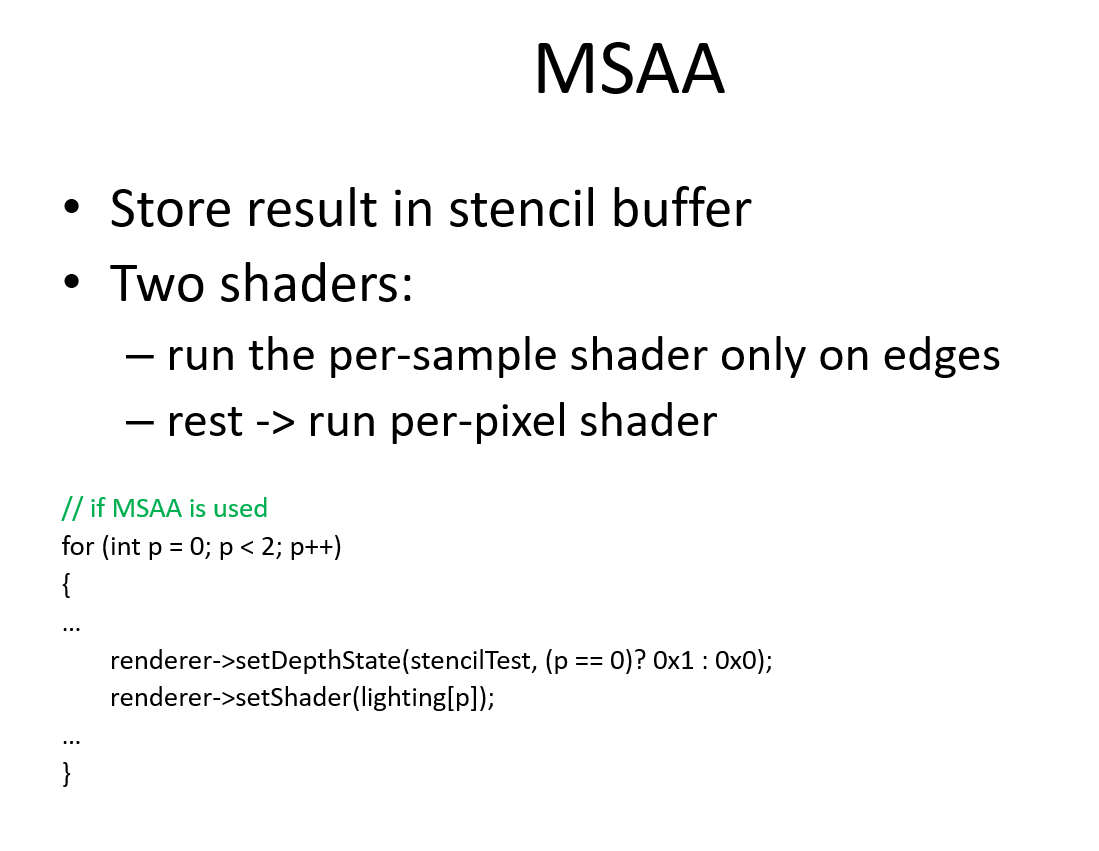 MSAA
• Store result in stencil buffer
• Two shaders:
– run the per-sample shader only on edges
– rest -> run per-pixel shader
// if MSAA is used
for (int p = 0; p < 2; p++)
{
...
renderer->setDepthState(stencilTest, (p == 0)? 0x1 : 0x0);
renderer->setShader(lighting[p]);
...
}